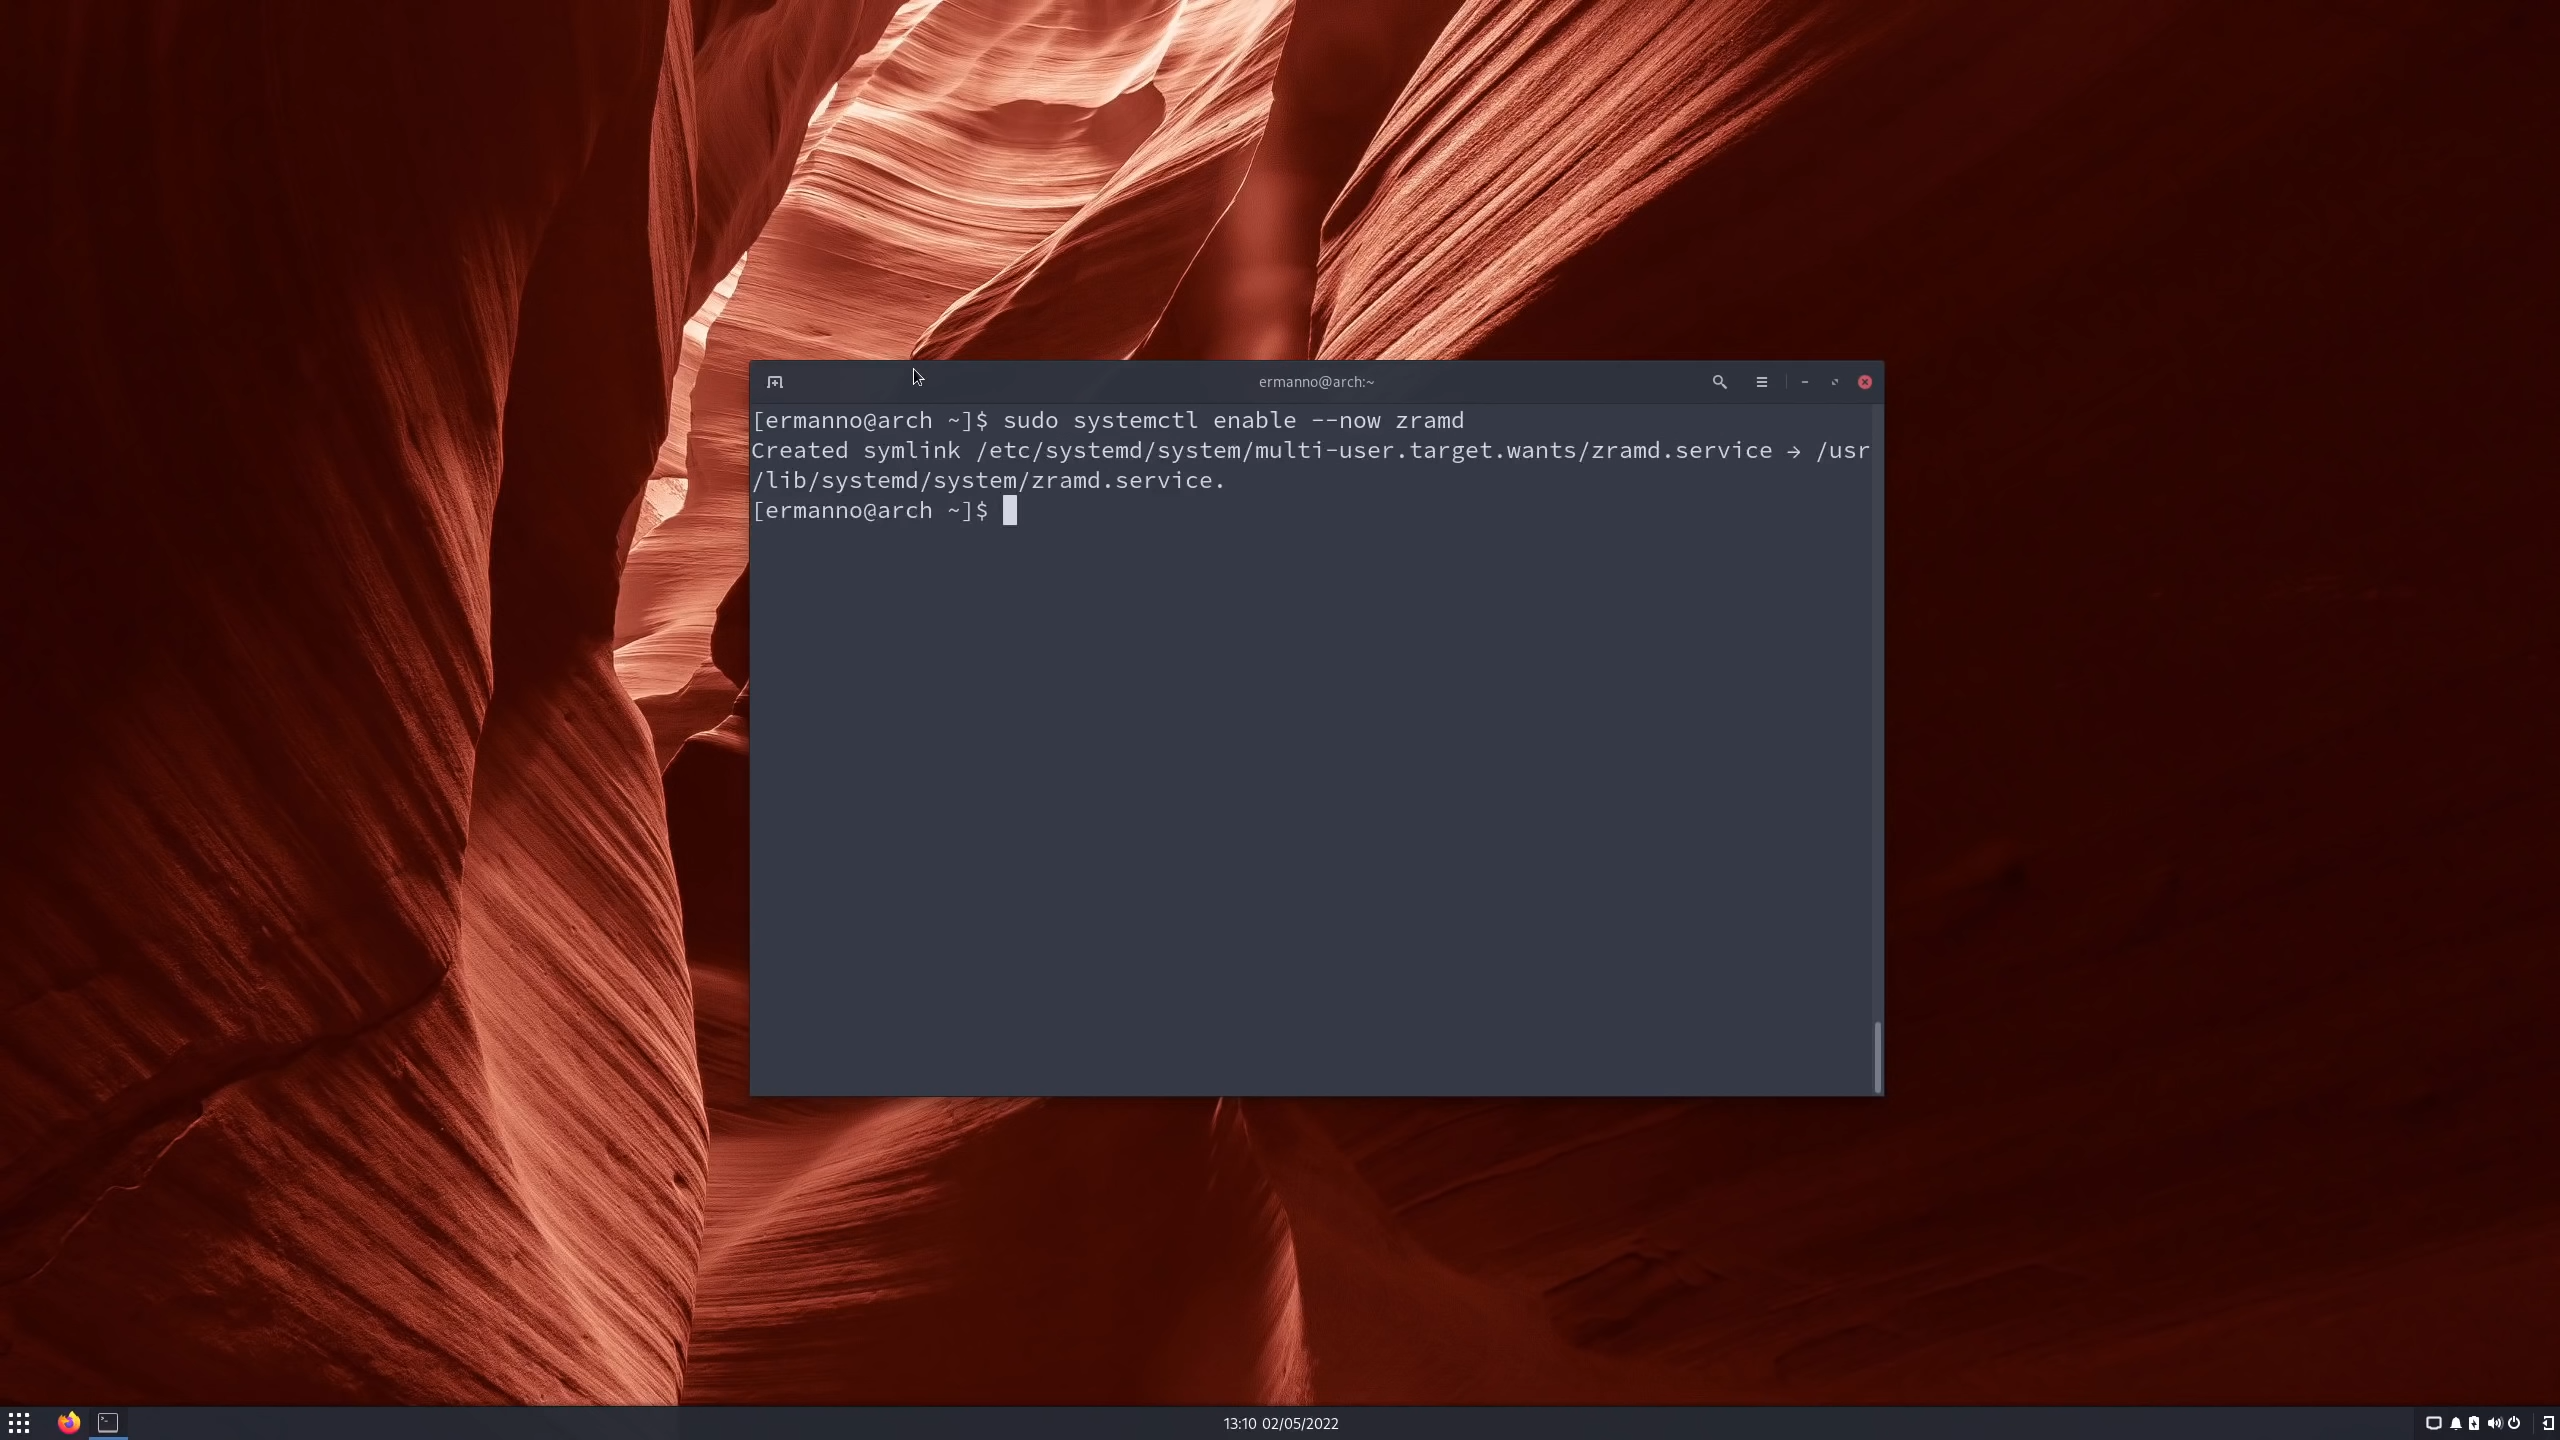 ermanno@arch:~
[ermanno@arch ~]$ sudo systemctl enable --now zramd
Created symlink /etc/systemd/system/multi-user.target.wants/zramd.service → /usr
/lib/systemd/system/zramd.service.
[ermanno@arch ~]$
13:10 02/05/2022